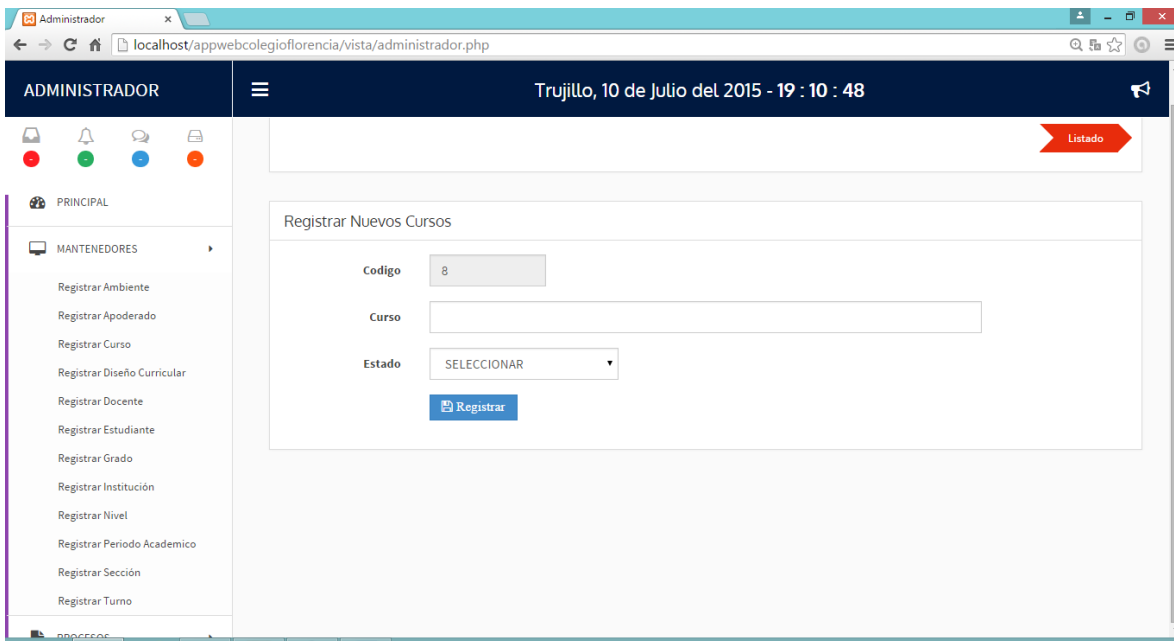 Administrador
localhost/appwebcolegioflorencia/vista/administrador.php
ADMINISTRADOR
Trujillo, 10 de Julio del 2015 - 19 : 10 : 48
Listado
PRINCIPAL
MANTENEDORES
Registrar Ambiente
Registrar Apoderado
Registrar Curso
Registrar Diseño Curricular
Registrar Docente
Registrar Estudiante
Registrar Grado
Registrar Institución
Registrar Nivel
Registrar Periodo Academico
Registrar Sección
Registrar Turno
PROCESOS
Registrar Nuevos Cursos
Codigo 8
Curso
Estado SELECCIONAR
Registrar